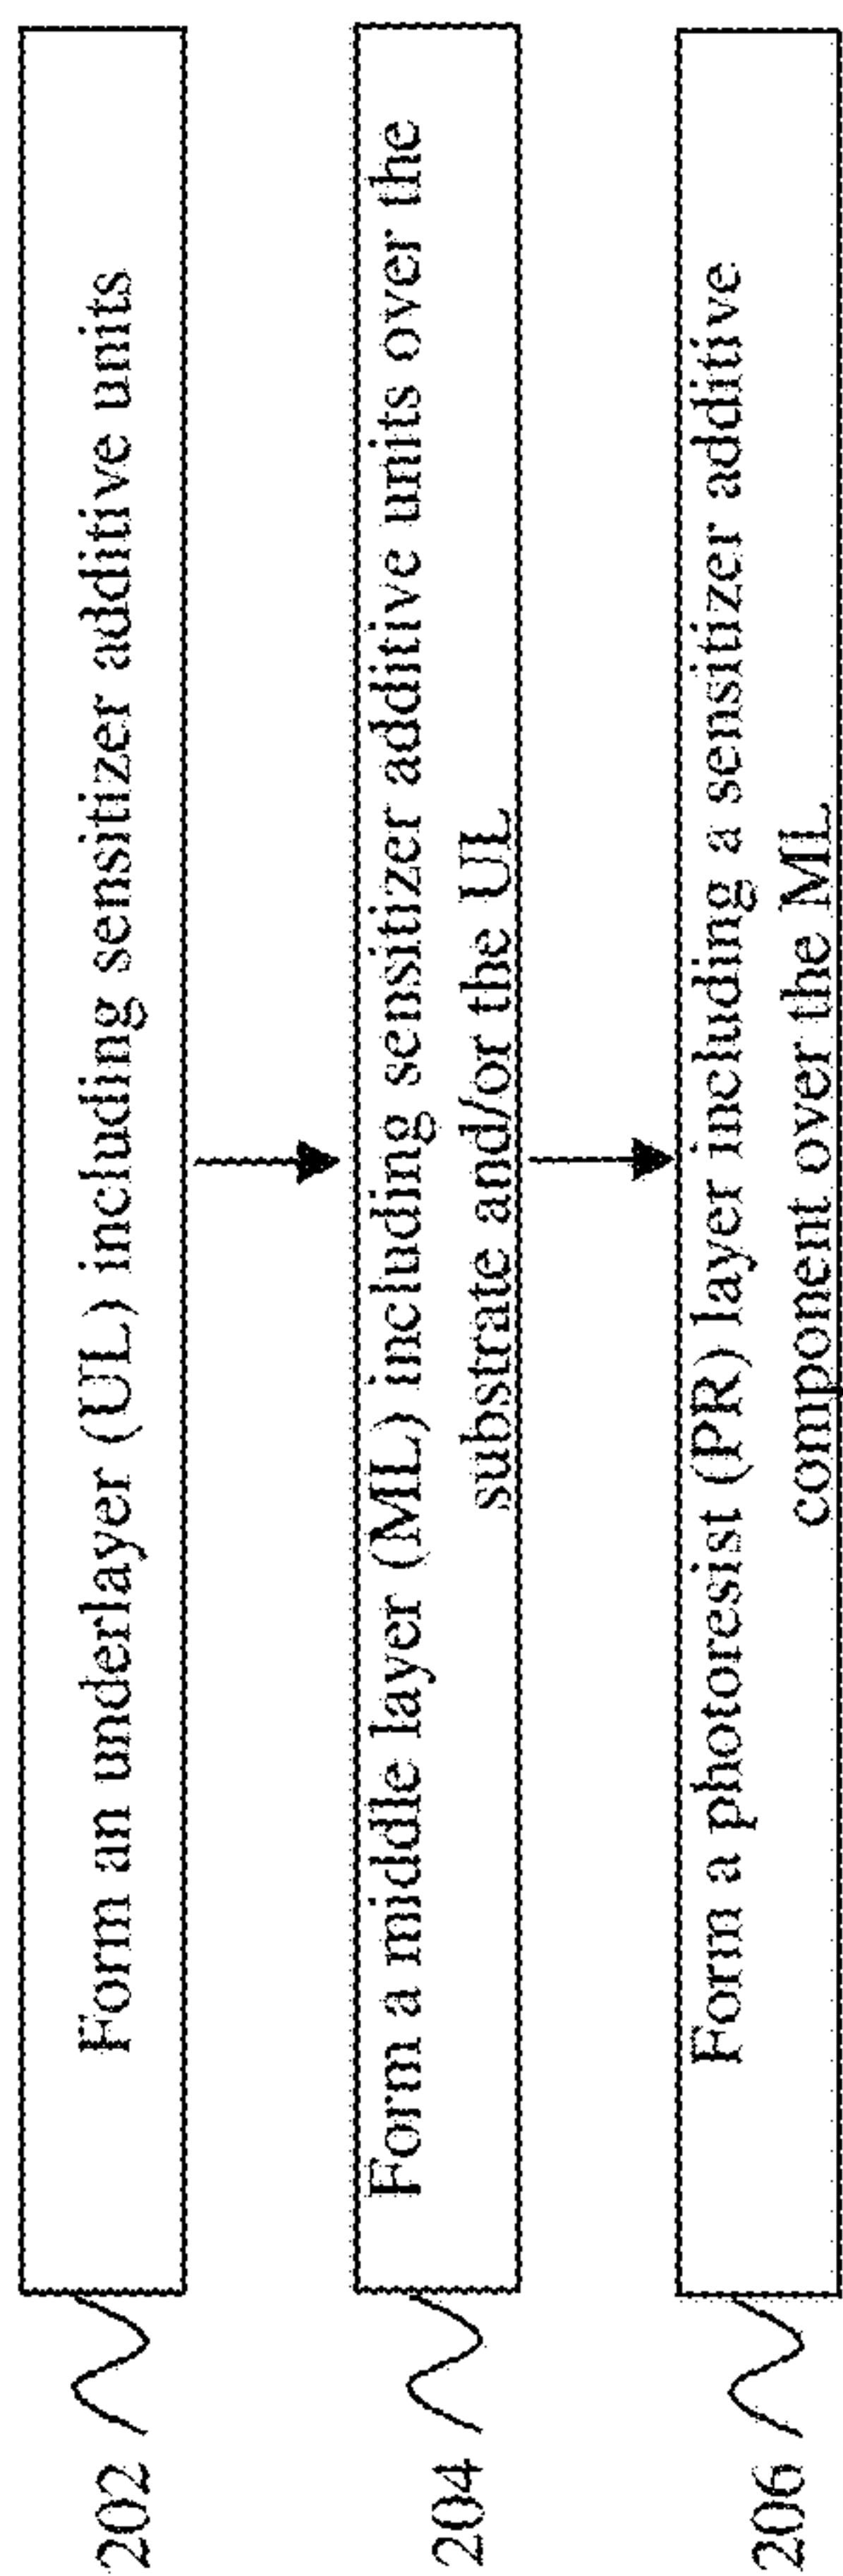 202
Form an underlayer (UL) including sensitizer additive units
204
Form a middle layer (ML) including sensitizer additive units over the
substrate and/or the UL
206
Form a photoresist (PR) layer including a sensitizer additive
component over the ML